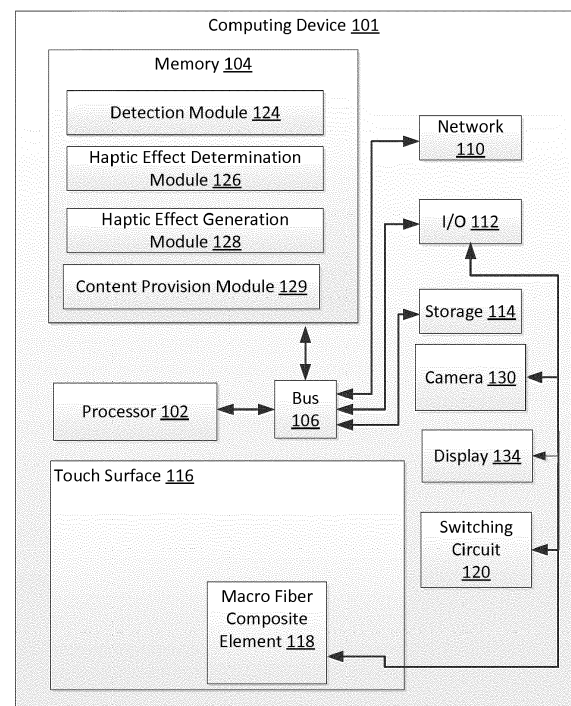 Computing Device 101
Memory 104
Detection Module 124
Haptic Effect Determination
Module 126
Haptic Effect Generation
Module 128
Content Provision Module 129
Network
110
I/O 112
Storage 114
Camera 130
Processor 102
Bus
106
Display 134
Touch Surface 116
Switching
Circuit
120
Macro Fiber
Composite
Element 118